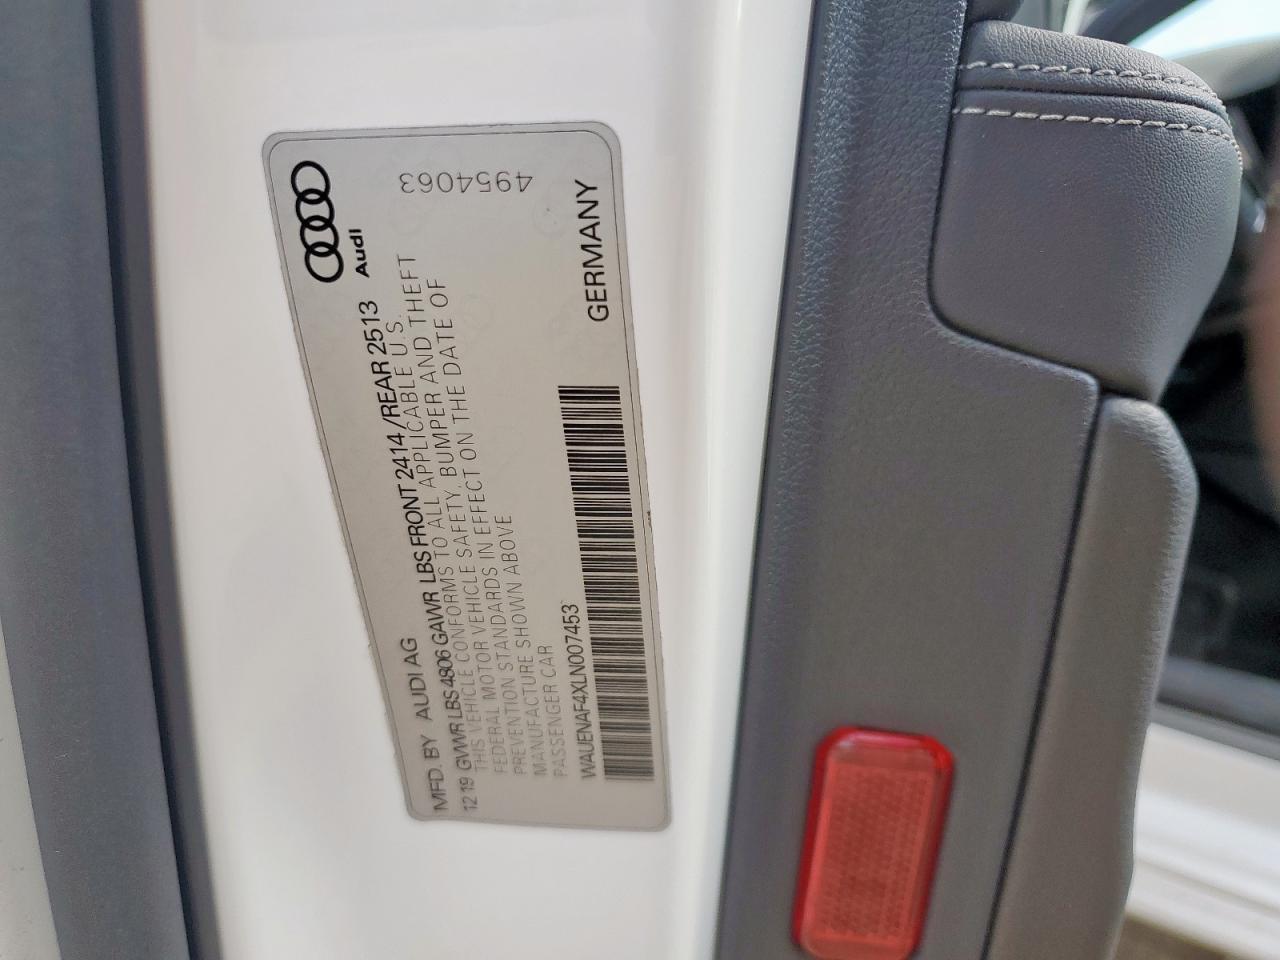 Audi
4954063
MFD. BY AUDI AG
12 19 GVWR LBS 4806 GAWR LBS FRONT 2414 /REAR 2513
THIS VEHICLE CONFORMS TO ALL APPLICABLE U.S.
FEDERAL MOTOR VEHICLE SAFETY, BUMPER AND THEFT
PREVENTION STANDARDS IN EFFECT ON THE DATE OF
MANUFACTURE SHOWN ABOVE
PASSENGER CAR
WAUENAF4XLN007453
GERMANY